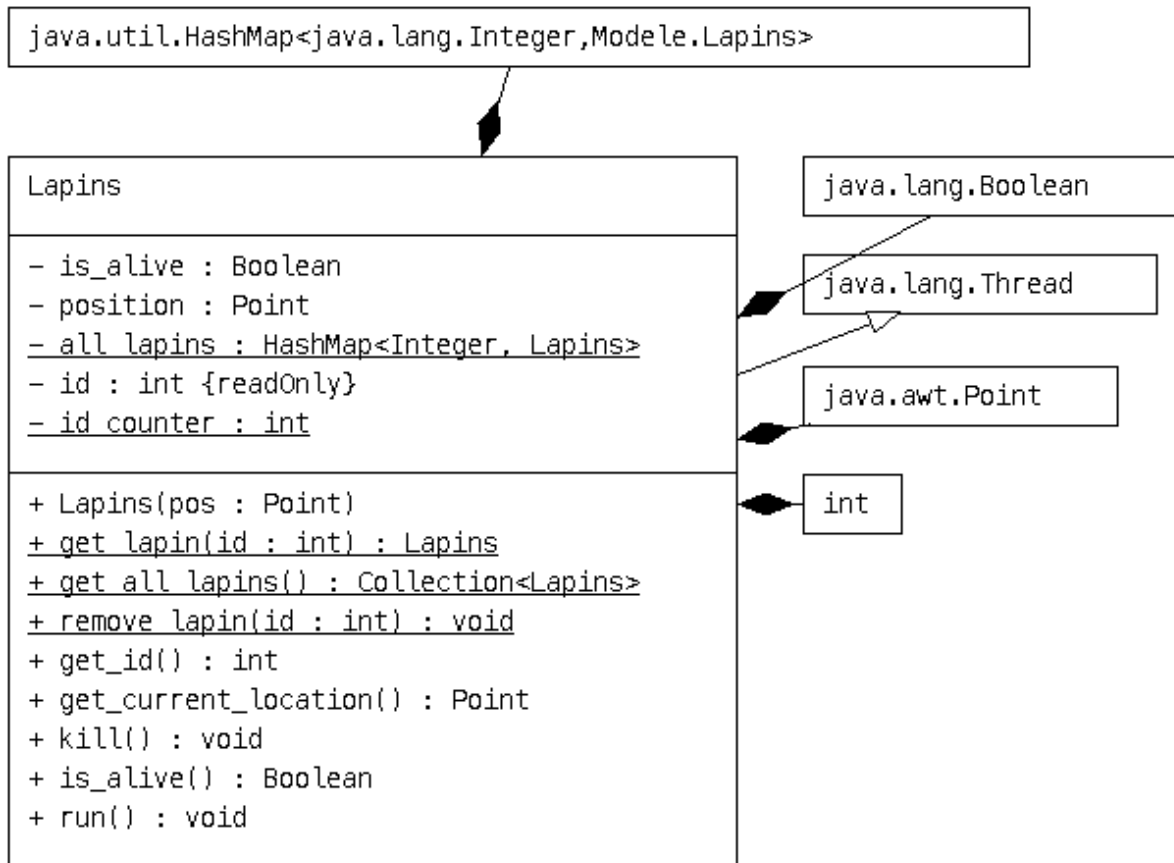 java.util.HashMap<java.lang.Integer,Modele.Lapins>
Lapins
- is_alive : Boolean
- position : Point
- all_lapins : HashMap<Integer, Lapins>
- id : int {readOnly}
- id_counter : int
+ Lapins(pos : Point)
+ get_lapin(id : int) : Lapins
+ get_all_lapins() : Collection<Lapins>
+ remove_lapin(id : int) : void
+ get_id() : int
+ get_current_location() : Point
+ kill() : void
+ is_alive() : Boolean
+ run() : void
java.lang.Boolean
java.lang.Thread
java.awt.Point
int